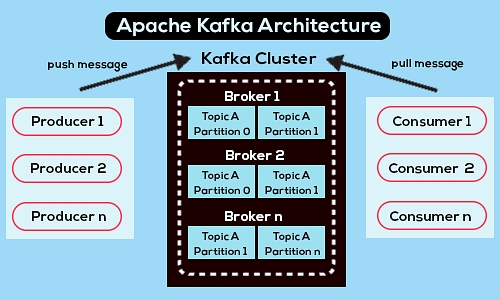 Apache Kafka Architecture
push message
Kafka Cluster
pull message
Producer 1
Producer 2
Producer n
Broker 1
Topic A
Partition 0
Topic A
Partition 1
Broker 2
Topic A
Partition 0
Topic A
Partition 1
Broker n
Topic A
Partition 1
Topic A
Partition n
Consumer 1
Consumer 2
Consumer n